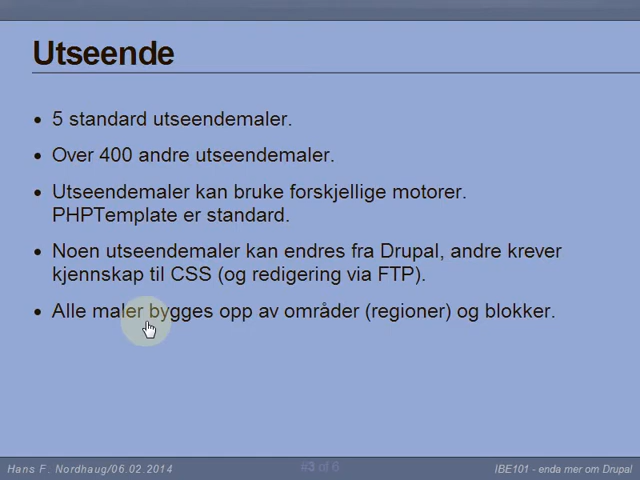 Utseende
• 5 standard utseendemaler.
• Over 400 andre utseendemaler.
• Utseendemaler kan bruke forskjellige motorer.
PHPTemplate er standard.
• Noen utseendemaler kan endres fra Drupal, andre krever
kjennskap til CSS (og redigering via FTP).
• Alle maler bygges opp av områder (regioner) og blokker.
Hans F. Nordhaug/06.02.2014
#3 of 6
IBE101 - enda mer om Drupal